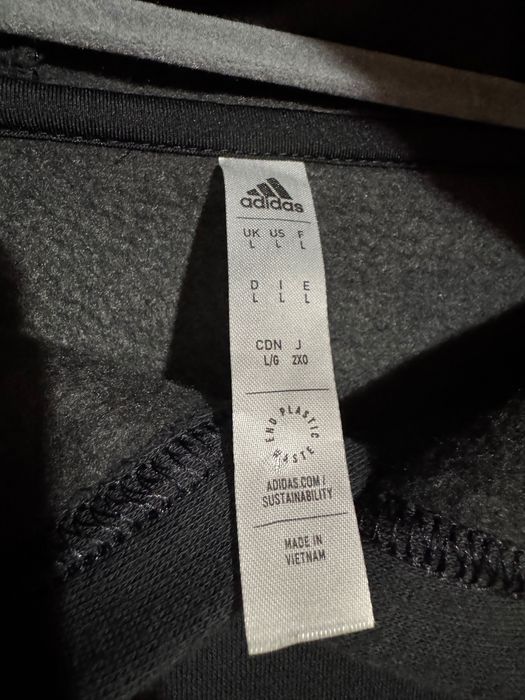 adidas
UK US F
L L L
D I E
L L L
CDN J
L/G 2XO
END PLASTIC WASTE
ADIDAS.COM/
SUSTAINABILITY
MADE IN
VIETNAM